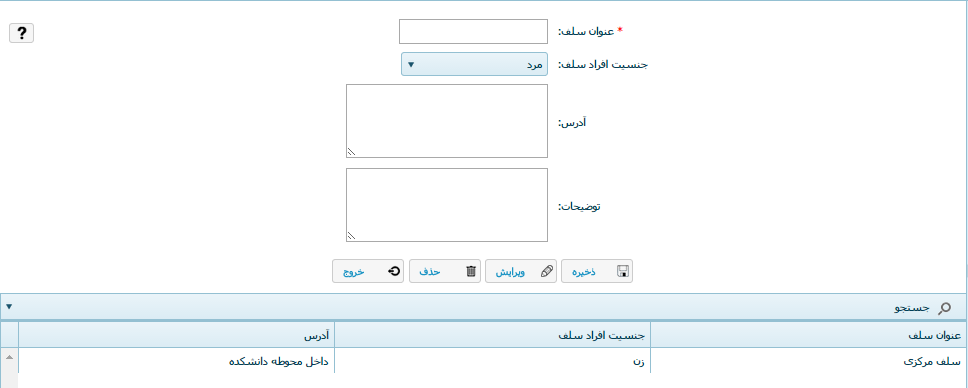 ?
* عنوان سلف:
جنسیت افراد سلف: مرد
آدرس:
توضیحات:
ذخیره ویرایش حذف خروج
جستجو
عنوان سلف جنسیت افراد سلف آدرس
سلف مرکزی زن داخل محوطه دانشکده